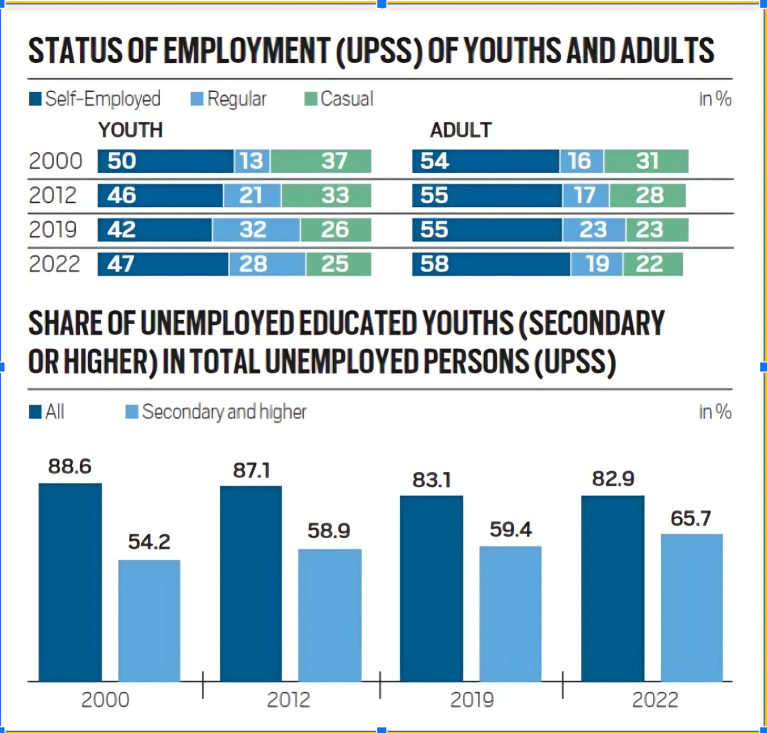 STATUS OF EMPLOYMENT (UPSS) OF YOUTHS AND ADULTS
Self-Employed Regular Casual in %
YOUTH ADULT
2000 50 13 37 54 16 31
2012 46 21 33 55 17 28
2019 42 32 26 55 23 23
2022 47 28 25 58 19 22
SHARE OF UNEMPLOYED EDUCATED YOUTHS (SECONDARY
OR HIGHER) IN TOTAL UNEMPLOYED PERSONS (UPSS)
All Secondary and higher in %
88.6 54.2 87.1 58.9 83.1 59.4 82.9 65.7
2000 2012 2019 2022